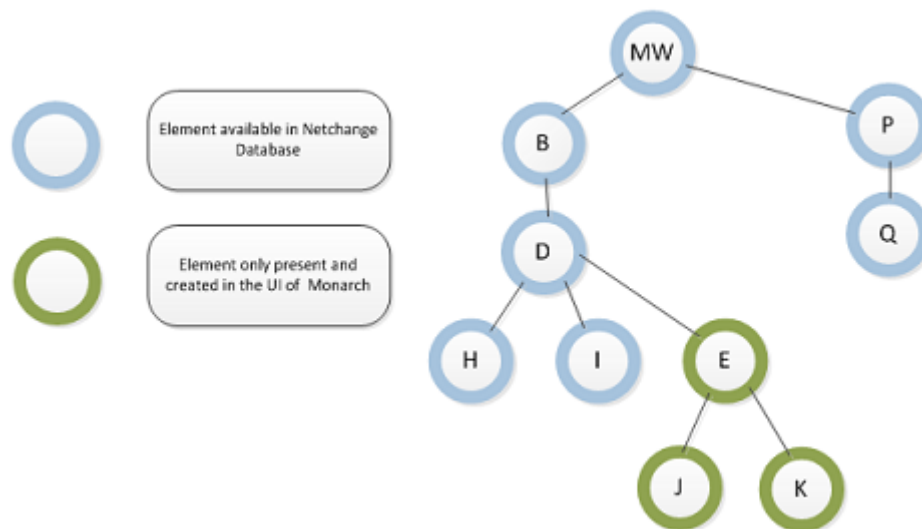 MW
Element available in Netchange
Database
P
B
Element only present and
created in the UI of Monarch
D
Q
H
I
E
J
K